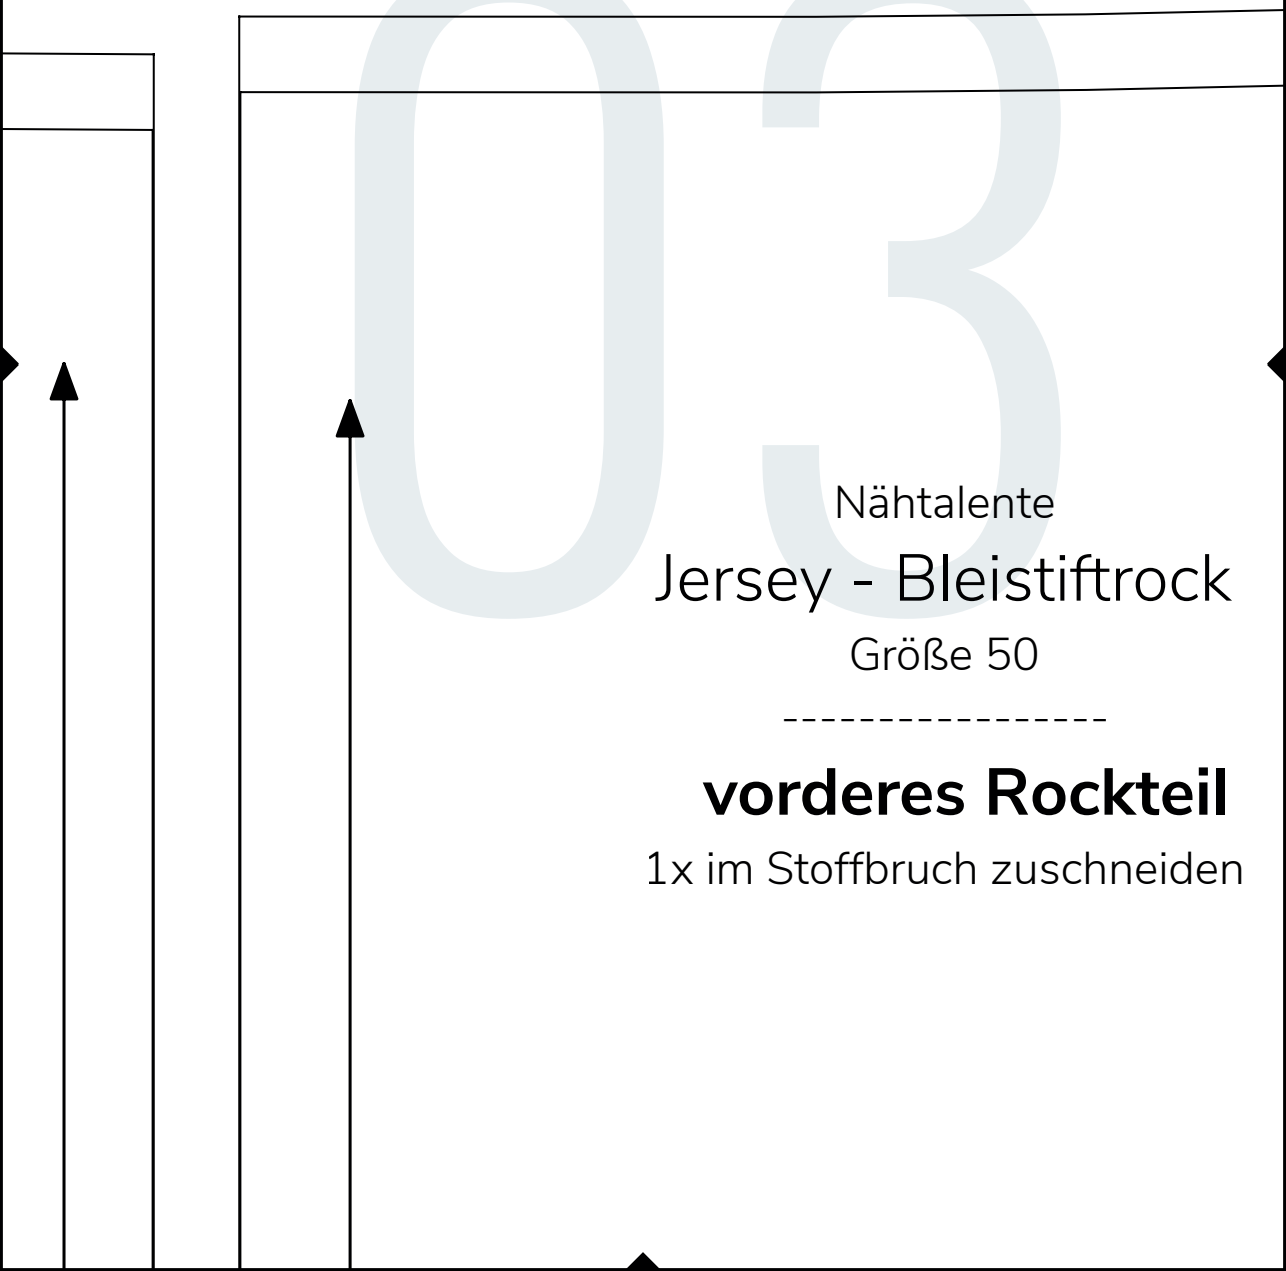 03
Nähtalente
Jersey - Bleistiftrock
Größe 50
-----------------
vorderes Rockteil
1x im Stoffbruch zuschneiden